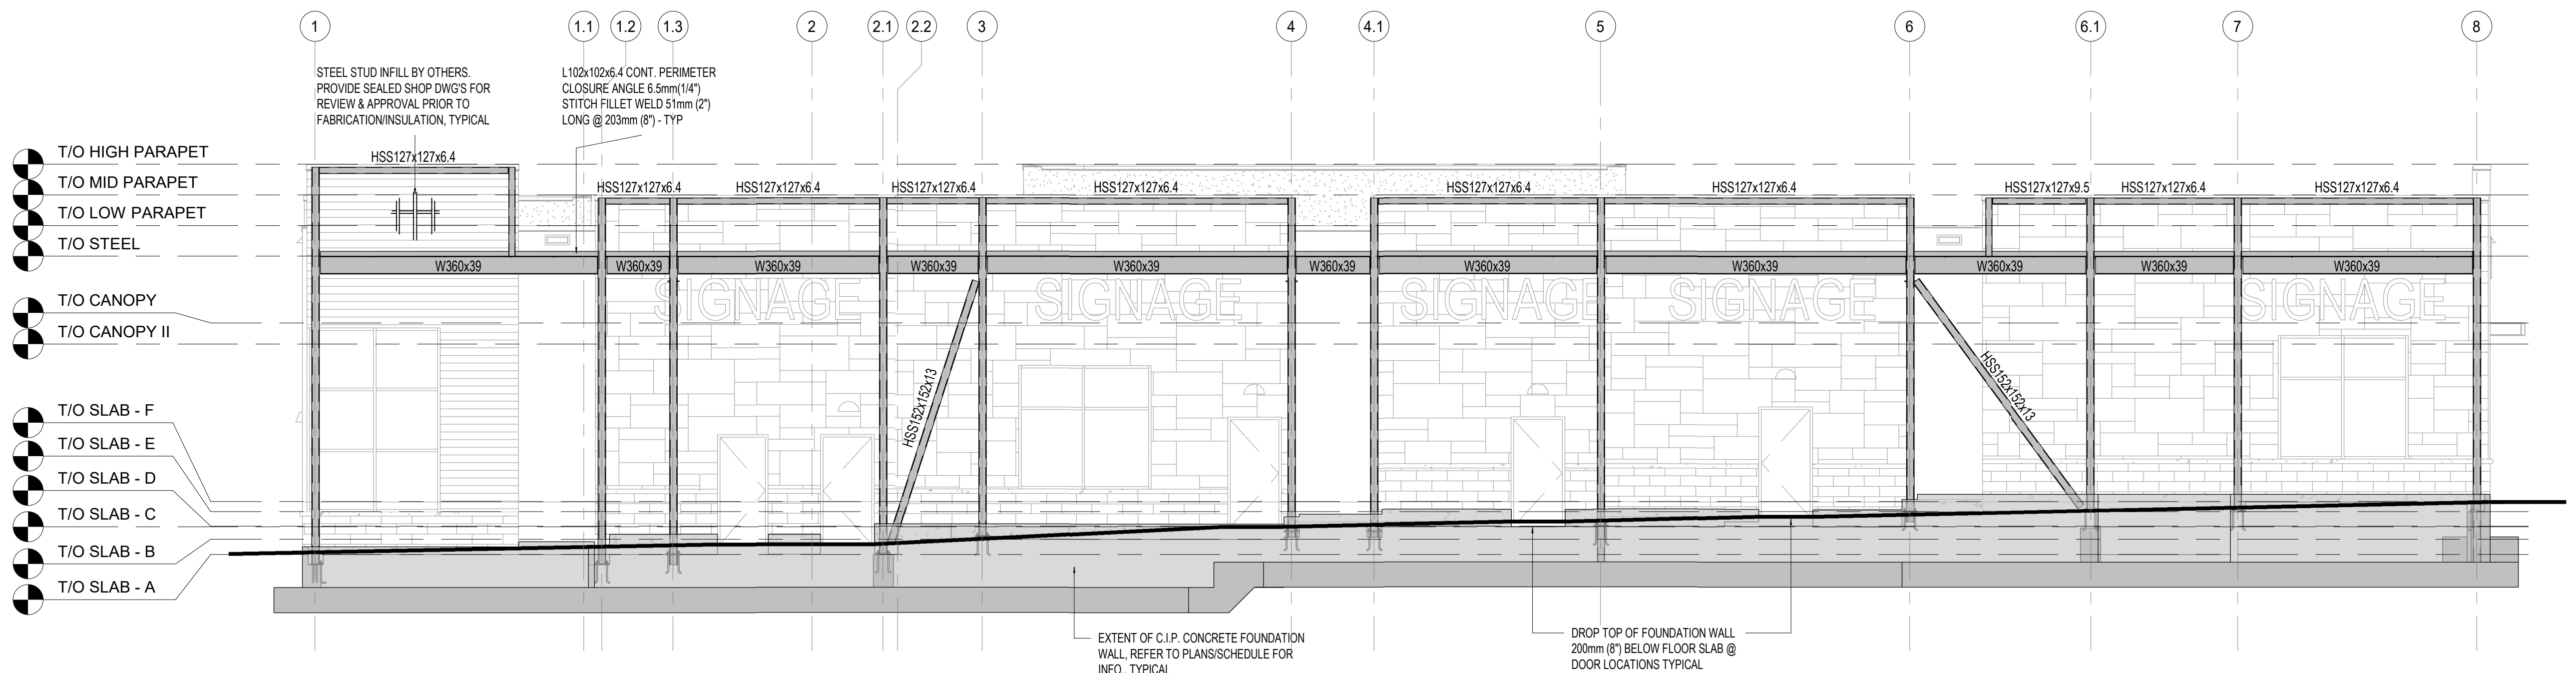 1 1.1 1.2 1.3 2 2.1 2.2 3 4 4.1 5 6 6.1 7 8
STEEL STUD INFILL BY OTHERS.
PROVIDE SEALED SHOP DWG'S FOR
REVIEW & APPROVAL PRIOR TO
FABRICATION/INSULATION, TYPICAL
L102x102x6.4 CONT. PERIMETER
CLOSURE ANGLE 6.5mm(1/4")
STITCH FILLET WELD 51mm (2")
LONG @ 203mm (8") - TYP
T/O HIGH PARAPET
T/O MID PARAPET
T/O LOW PARAPET
T/O STEEL
T/O CANOPY
T/O CANOPY II
T/O SLAB - F
T/O SLAB - E
T/O SLAB - D
T/O SLAB - C
T/O SLAB - B
T/O SLAB - A
HSS127x127x6.4
HSS127x127x6.4 HSS127x127x6.4 HSS127x127x6.4 HSS127x127x6.4 HSS127x127x6.4 HSS127x127x6.4 HSS127x127x9.5 HSS127x127x6.4 HSS127x127x6.4
W360x39 W360x39 W360x39 W360x39 W360x39 W360x39 W360x39 W360x39 W360x39 W360x39 W360x39
SIGNAGE SIGNAGE SIGNAGE SIGNAGE SIGNAGE
HSS152x152x13
HSS152x152x13
EXTENT OF C.I.P. CONCRETE FOUNDATION
WALL, REFER TO PLANS/SCHEDULE FOR
INFO., TYPICAL
DROP TOP OF FOUNDATION WALL
200mm (8") BELOW FLOOR SLAB @
DOOR LOCATIONS TYPICAL